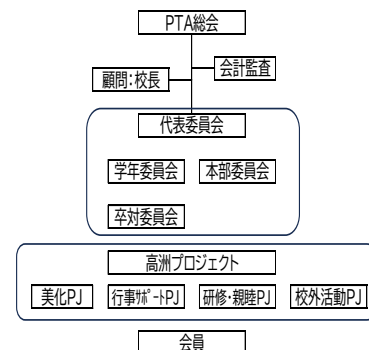 PTA総会
会計監査
顧問：校長
代表委員会
学年委員会 本部委員会
卒対委員会
高洲プロジェクト
美化PJ 行事ｻﾎﾟｰﾄPJ 研修・親睦PJ 校外活動PJ
会員